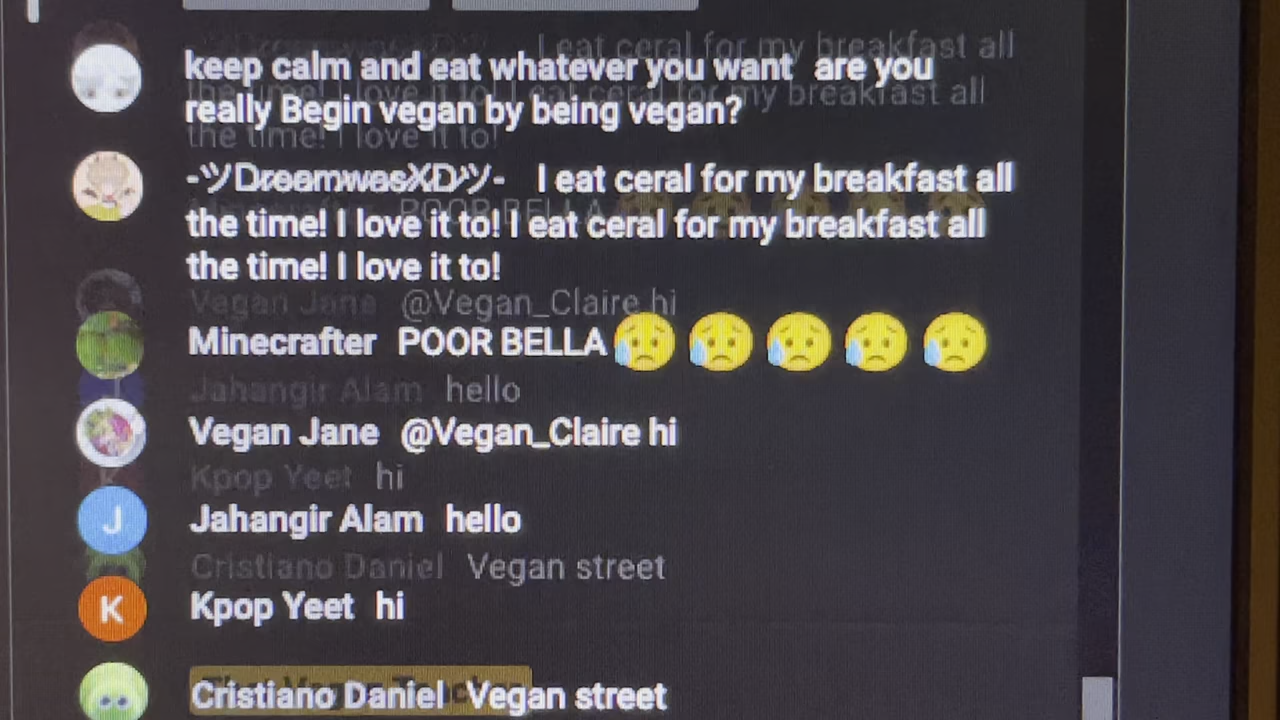 keep calm and eat whatever you want are you
really Begin vegan by being vegan?
-ツDreamwasXDツ- I eat ceral for my breakfast all
the time! I love it to! I eat ceral for my breakfast all
the time! I love it to!
Minecrafter POOR BELLA 😥 😥 😥 😥 😥
Vegan Jane @Vegan_Claire hi
J
Jahangir Alam hello
K
Kpop Yeet hi
Cristiano Daniel Vegan street